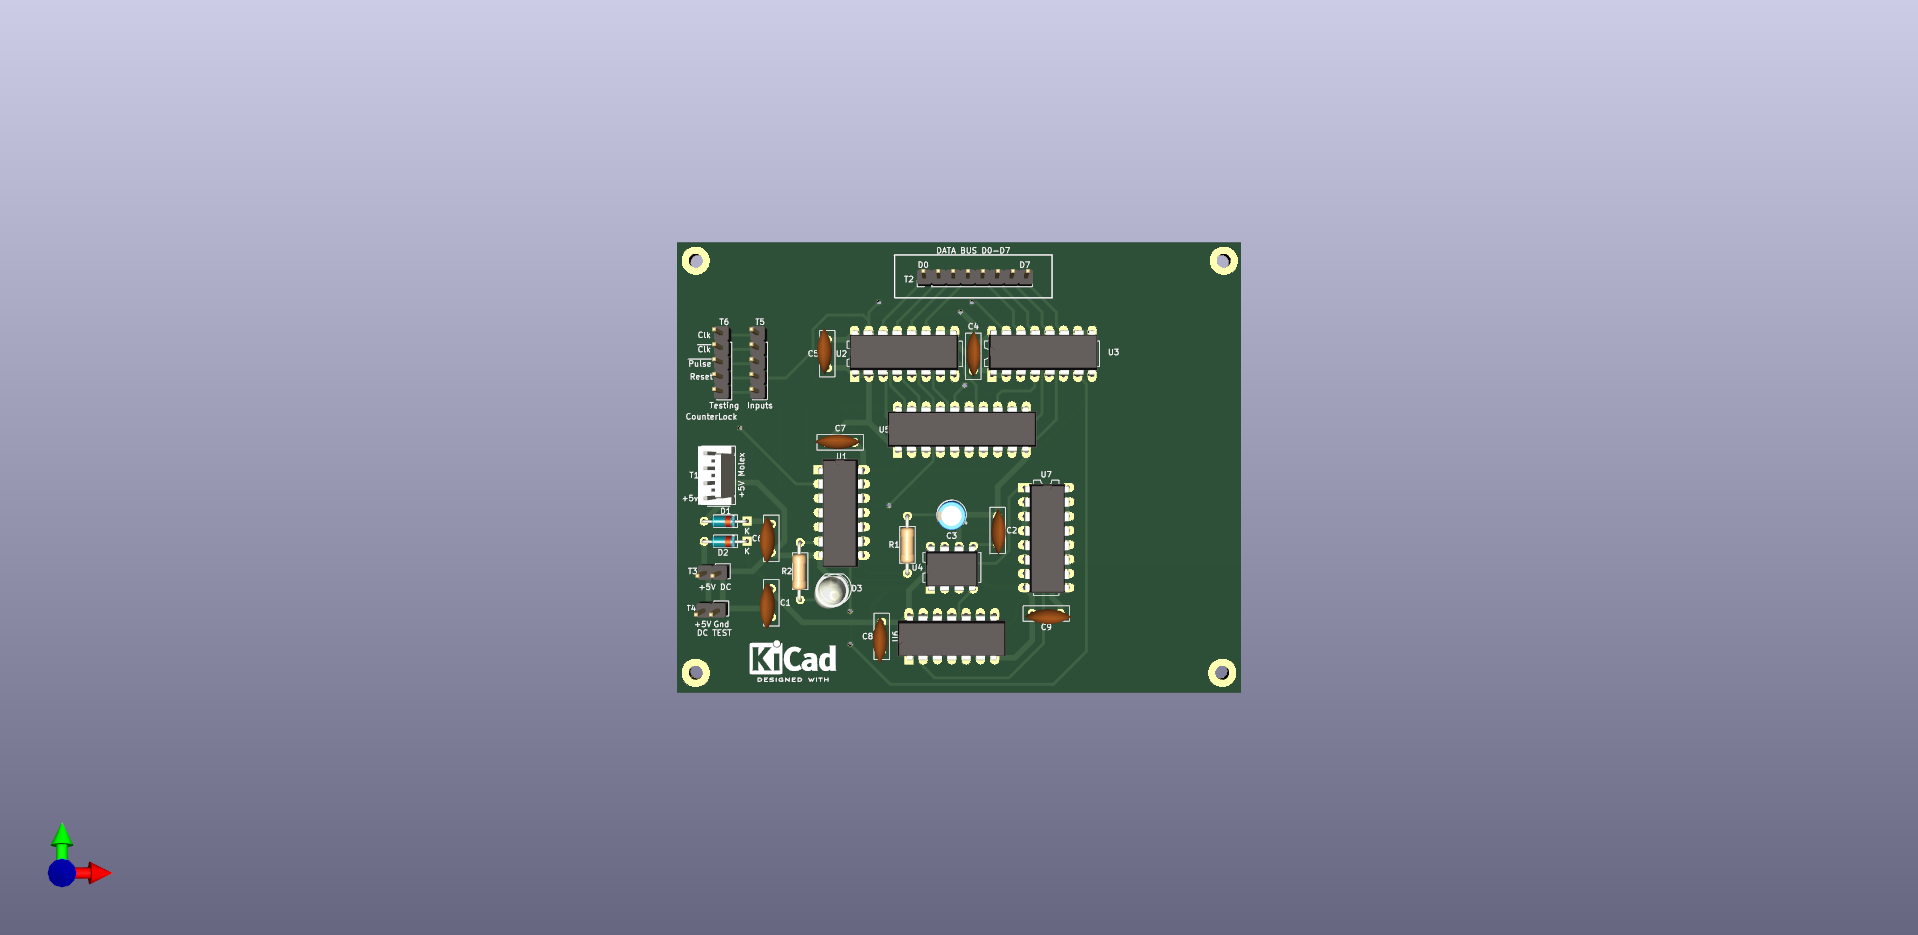 DATA BUS D0-D7
D0 D7
T2
T6 T5
Clk
Clk
Pulse
Reset
Testing Inputs
CounterLock
C5 U2 C4 U3
C7 U5
U1
T1 +5V Molex
+5v
D1
K
D2 K
C6
T3
+5V DC
T4
+5V Gnd
DC TEST
C1
R2
D3
R1
C3
C2
U4
U7
C8 U6
C9
KiCad
DESIGNED WITH